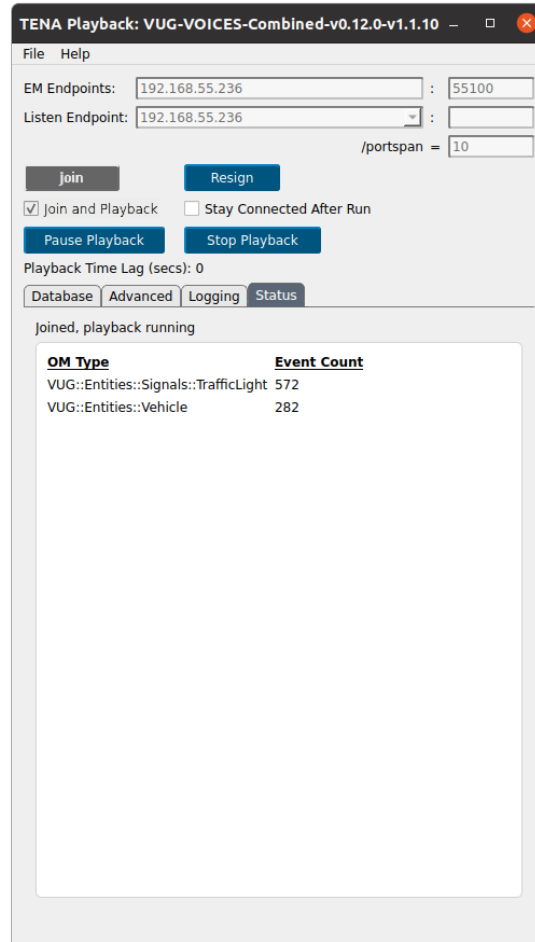 TENA Playback: VUG-VOICES-Combined-v0.12.0-v1.1.10
File Help
EM Endpoints: 192.168.55.236 : 55100
Listen Endpoint: 192.168.55.236 :
/portspan = 10
Join Resign
Join and Playback Stay Connected After Run
Pause Playback Stop Playback
Playback Time Lag (secs): 0
Database Advanced Logging Status
Joined, playback running
OM Type Event Count
VUG::Entities::Signals::TrafficLight 572
VUG::Entities::Vehicle 282